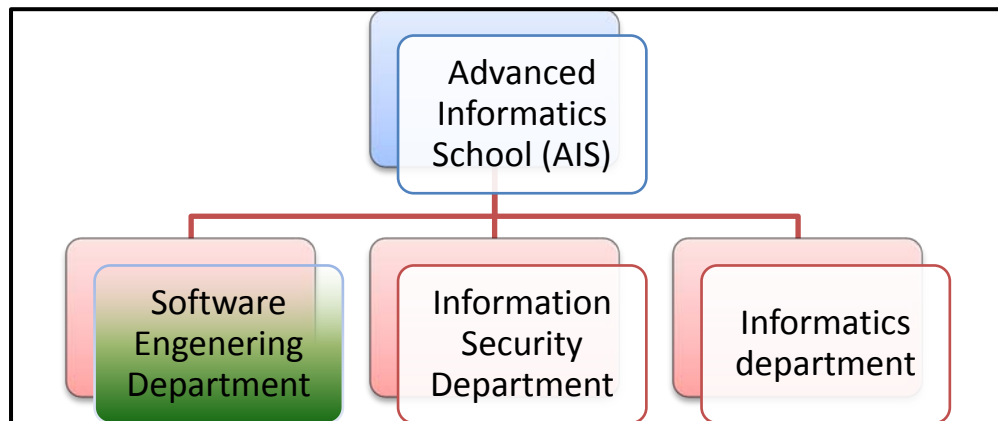 Advanced
Informatics
School (AIS)
Software
Engenering
Department
Information
Security
Department
Informatics
department